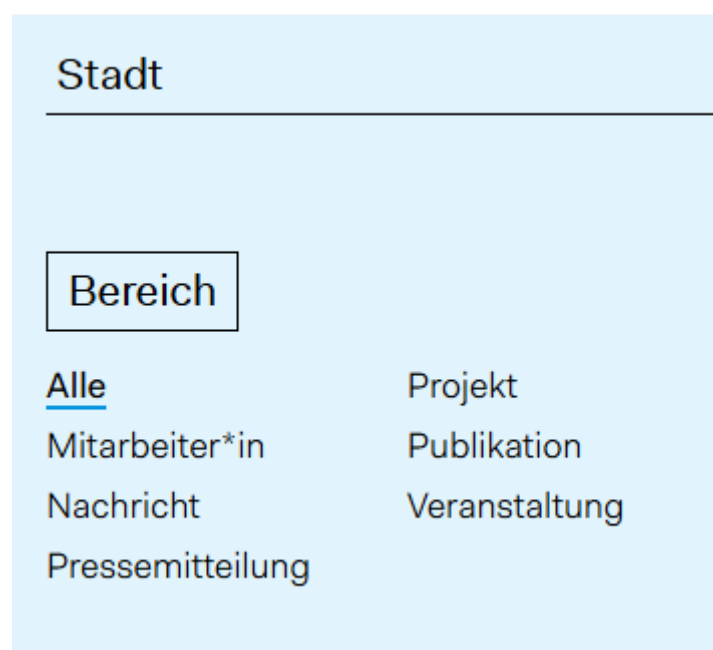 Stadt
Bereich
Alle
Mitarbeiter*in
Nachricht
Pressemitteilung
Projekt
Publikation
Veranstaltung